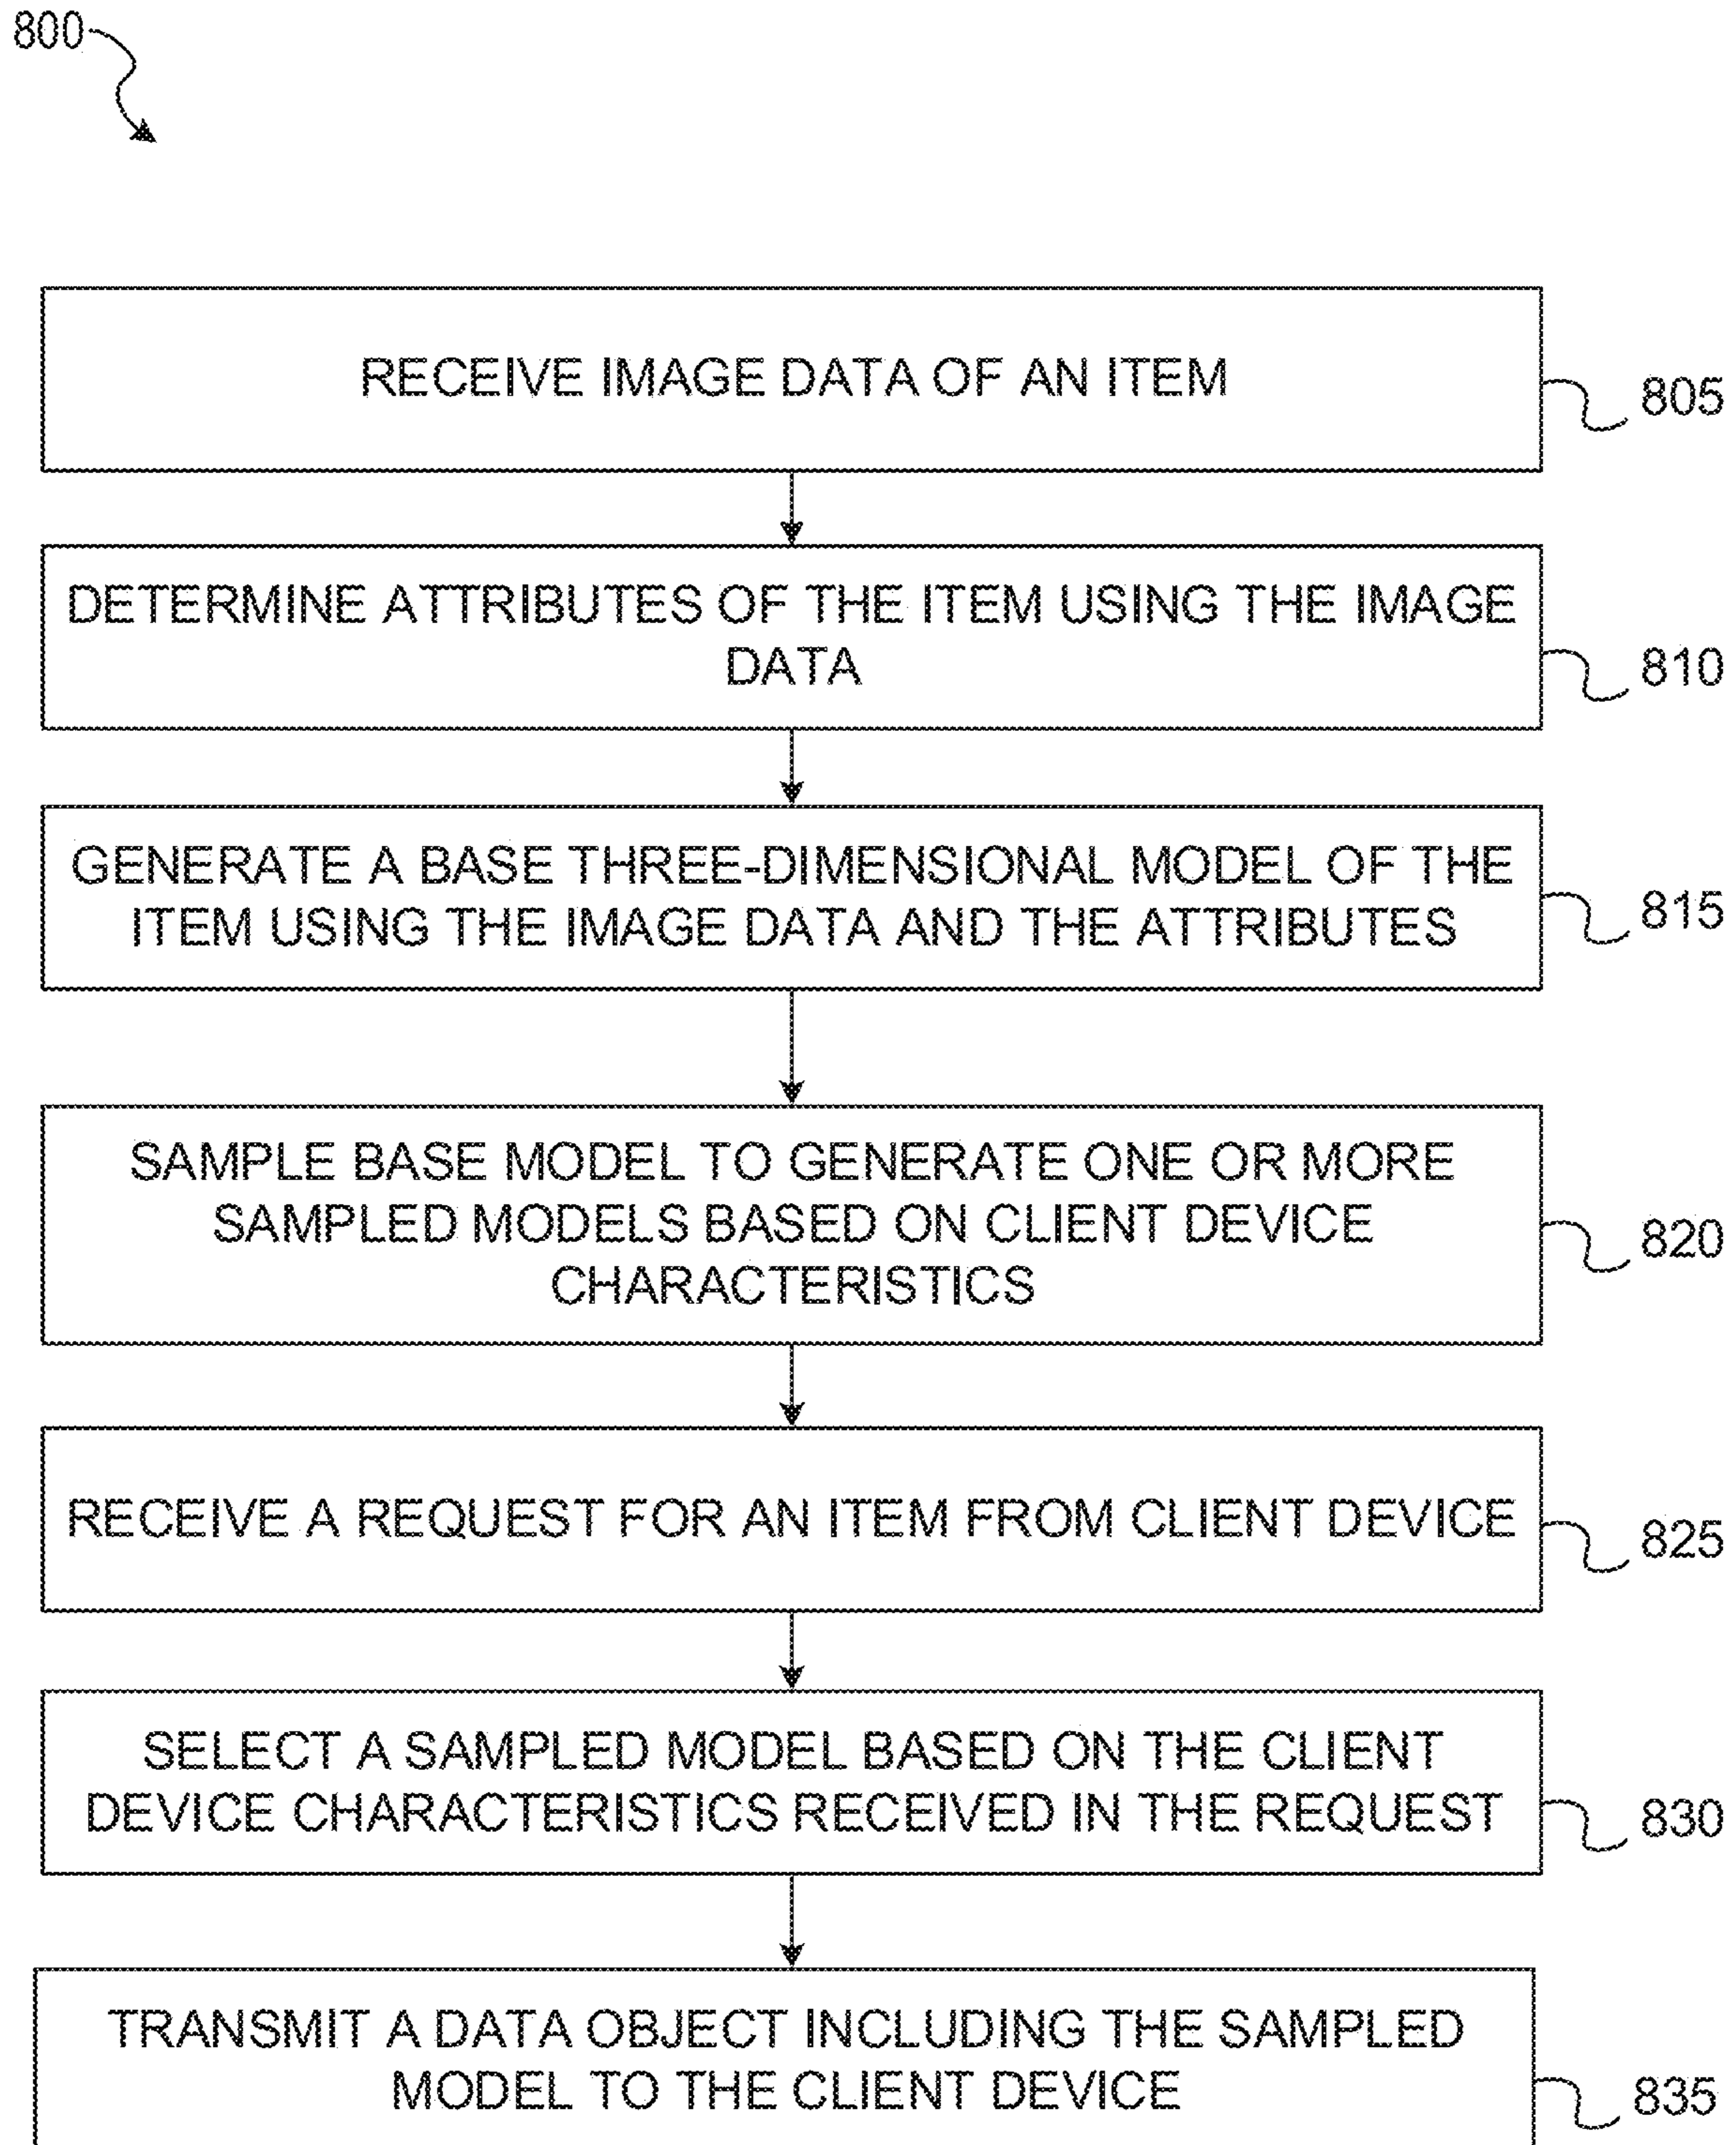 800
RECEIVE IMAGE DATA OF AN ITEM
805
DETERMINE ATTRIBUTES OF THE ITEM USING THE IMAGE
DATA
810
GENERATE A BASE THREE-DIMENSIONAL MODEL OF THE
ITEM USING THE IMAGE DATA AND THE ATTRIBUTES
815
SAMPLE BASE MODEL TO GENERATE ONE OR MORE
SAMPLED MODELS BASED ON CLIENT DEVICE
CHARACTERISTICS
820
RECEIVE A REQUEST FOR AN ITEM FROM CLIENT DEVICE
825
SELECT A SAMPLED MODEL BASED ON THE CLIENT
DEVICE CHARACTERISTICS RECEIVED IN THE REQUEST
830
TRANSMIT A DATA OBJECT INCLUDING THE SAMPLED
MODEL TO THE CLIENT DEVICE
835